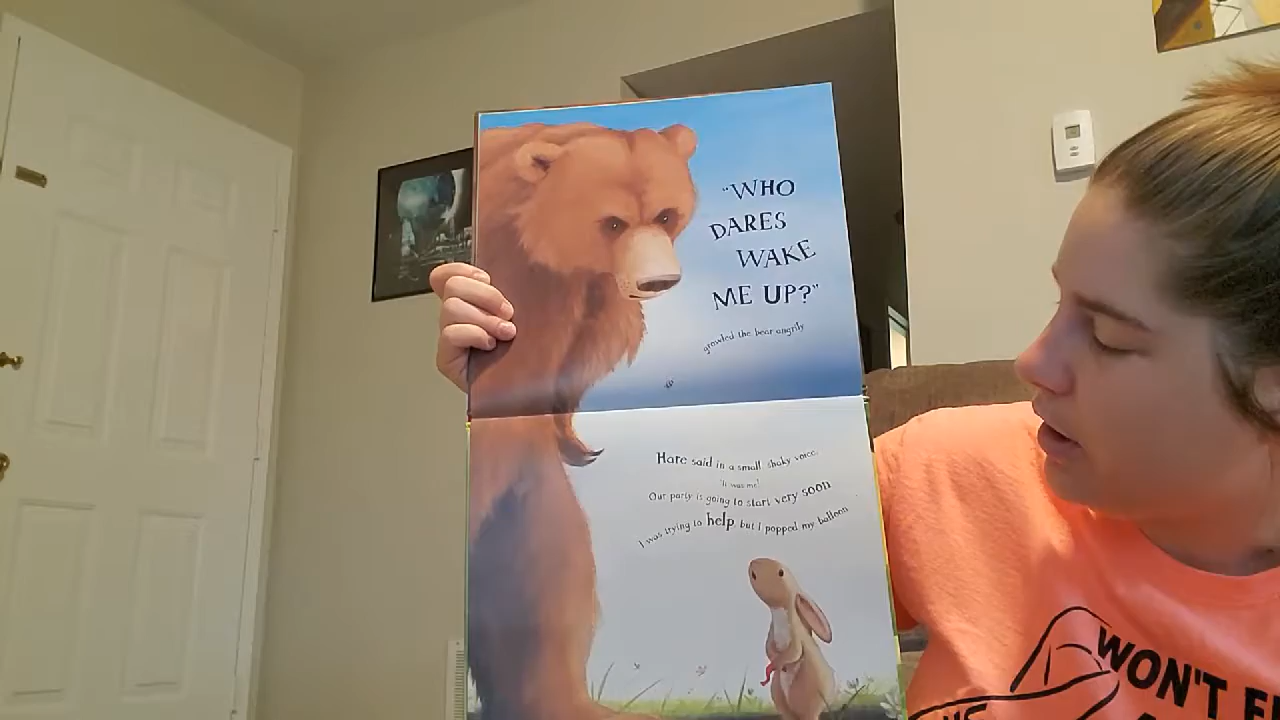 "WHO
DARES
WAKE
ME UP?"
growled the bear angrily
Hare said in a small, shaky voice.
"It was me!
Our party is going to start very soon
I was trying to help but I popped my balloon
WON'T